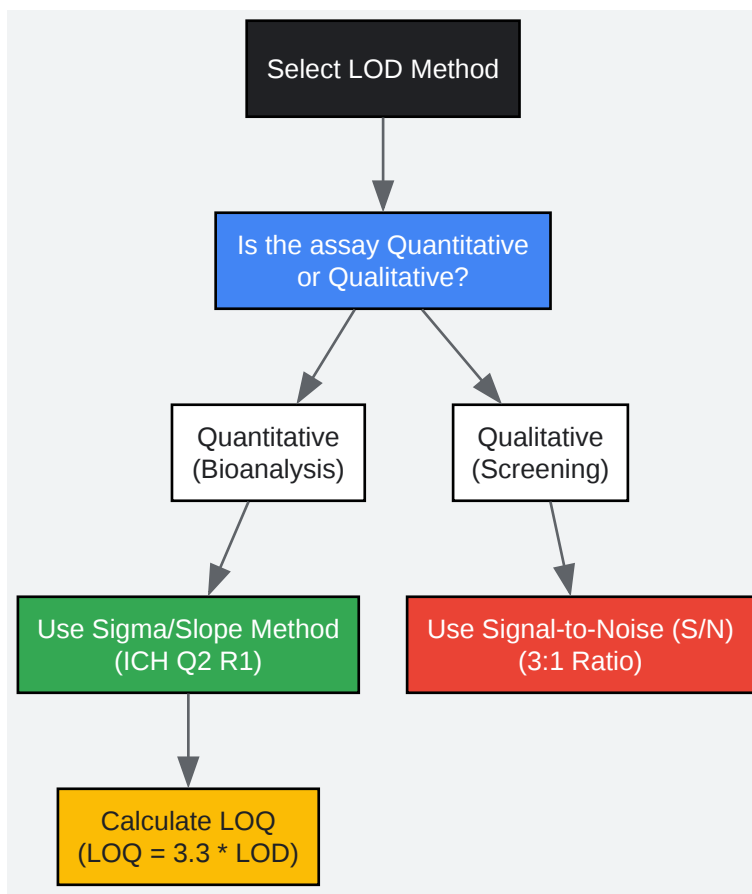 Select LOD Method
Is the assay Quantitative
or Qualitative?
Quantitative
(Bioanalysis)
Qualitative
(Screening)
Use Sigma/Slope Method
(ICH Q2 R1)
Use Signal-to-Noise (S/N)
(3:1 Ratio)
Calculate LOQ
(LOQ = 3.3 * LOD)